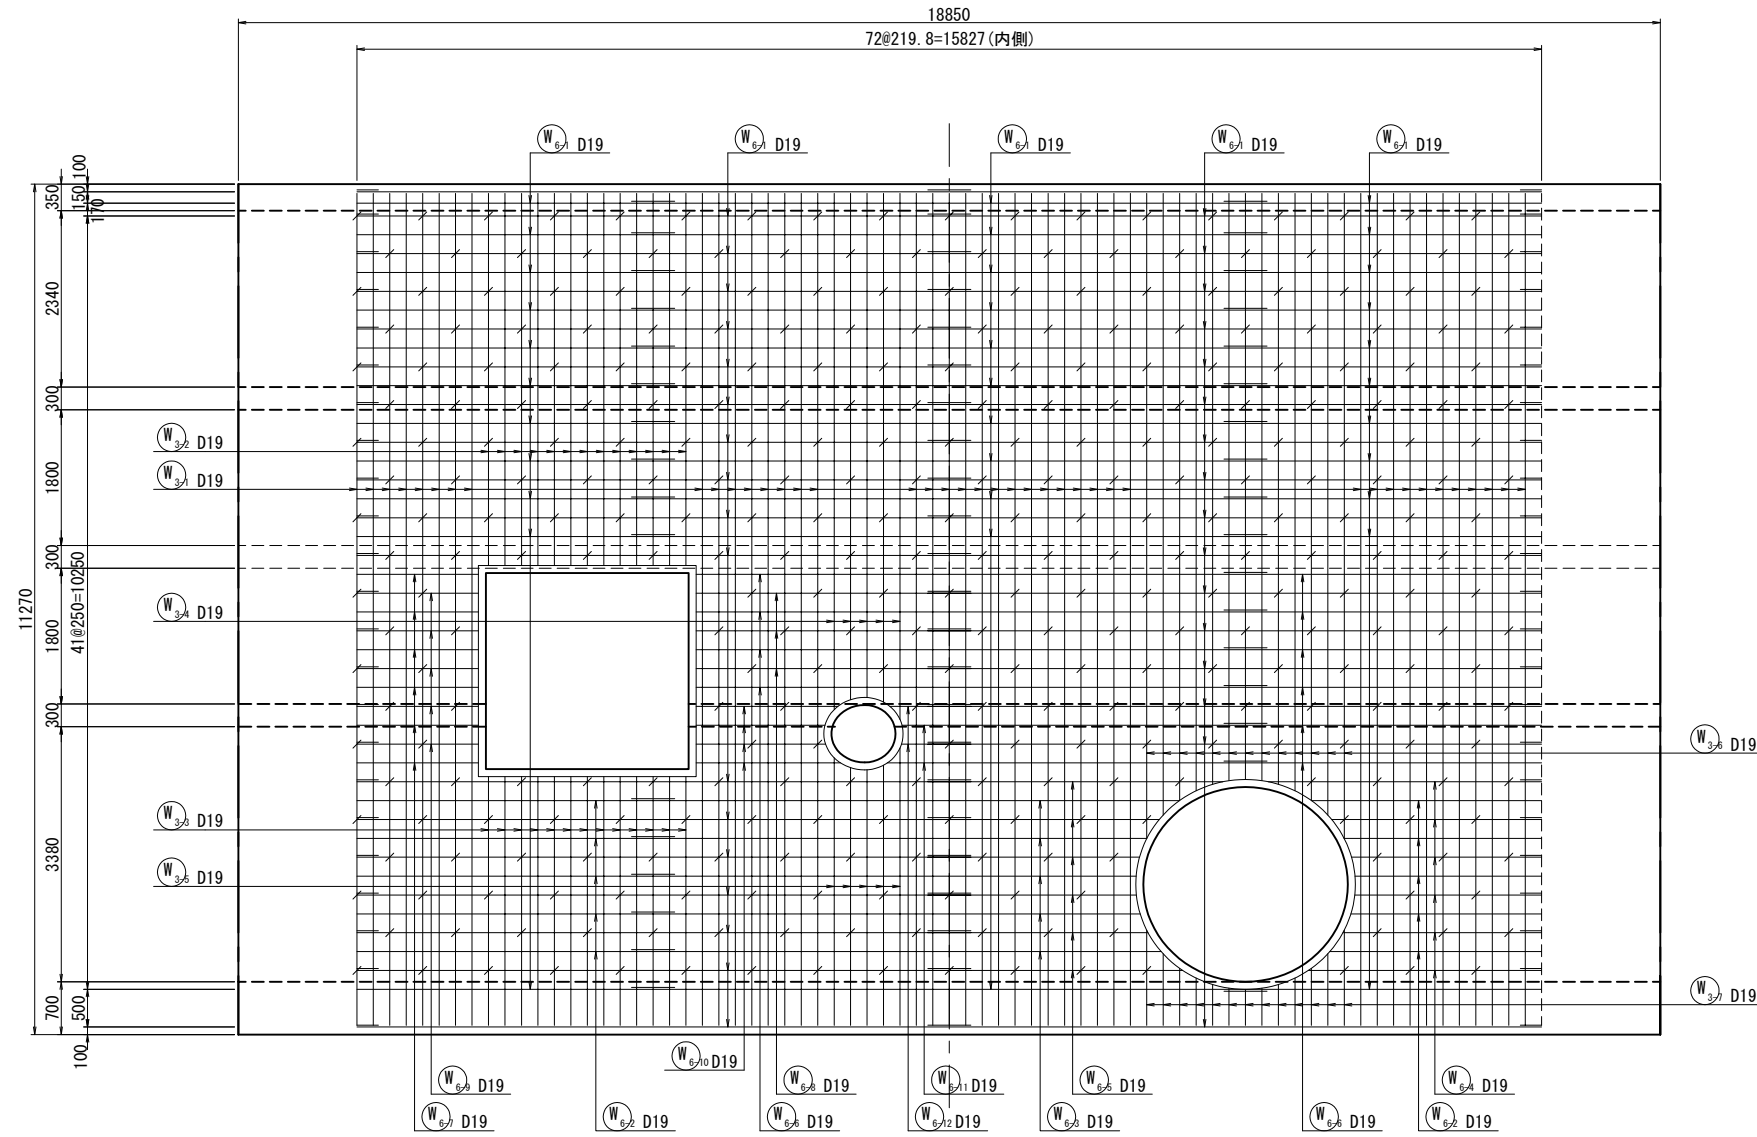 18850
72@219.8=15827(内側)
W6-1 D19
W6-1 D19
W6-1 D19
W6-1 D19
W6-1 D19
100
350
150
170
2340
300
W3-2 D19
W3-1 D19
1800
300
41@250=10250
11270
W3-4 D19
1800
300
W3-6 D19
W3-3 D19
3380
W3-5 D19
W3-7 D19
700
500
100
W6-10 D19
W6-9 D19
W6-8 D19
W6-11 D19
W6-5 D19
W6-4 D19
W6-7 D19
W6-2 D19
W6-6 D19
W6-12 D19
W6-3 D19
W6-6 D19
W6-2 D19